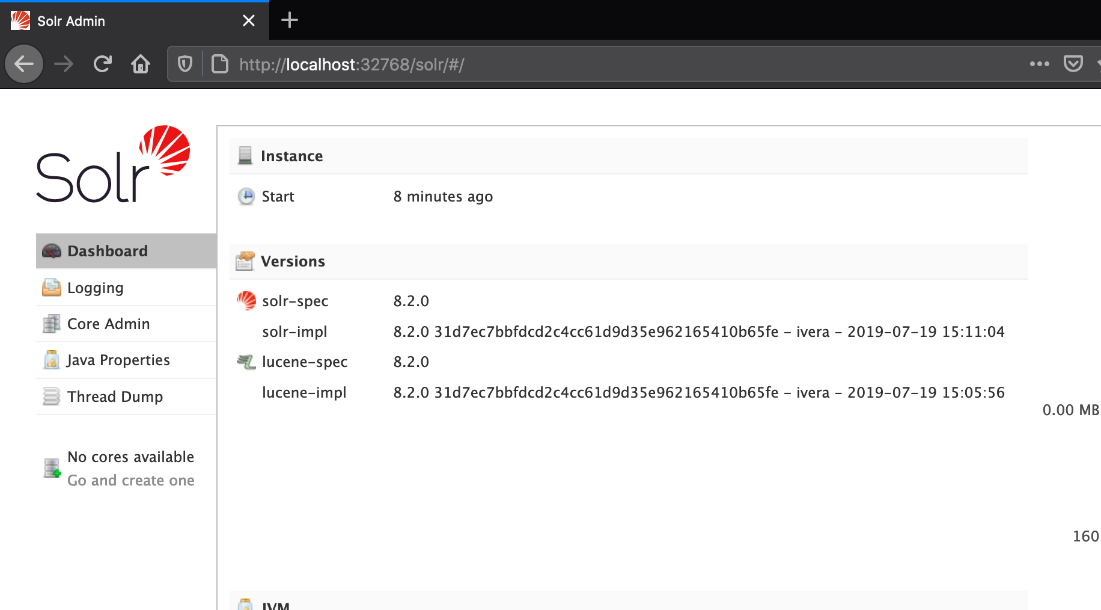 Solr Admin
http://localhost:32768/solr/#/
Solr
Dashboard
Logging
Core Admin
Java Properties
Thread Dump
No cores available
Go and create one
Instance
Start 8 minutes ago
Versions
solr-spec 8.2.0
solr-impl 8.2.0 31d7ec7bbfdcd2c4cc61d9d35e962165410b65fe - ivera - 2019-07-19 15:11:04
lucene-spec 8.2.0
lucene-impl 8.2.0 31d7ec7bbfdcd2c4cc61d9d35e962165410b65fe - ivera - 2019-07-19 15:05:56
0.00 MB
160
JVM